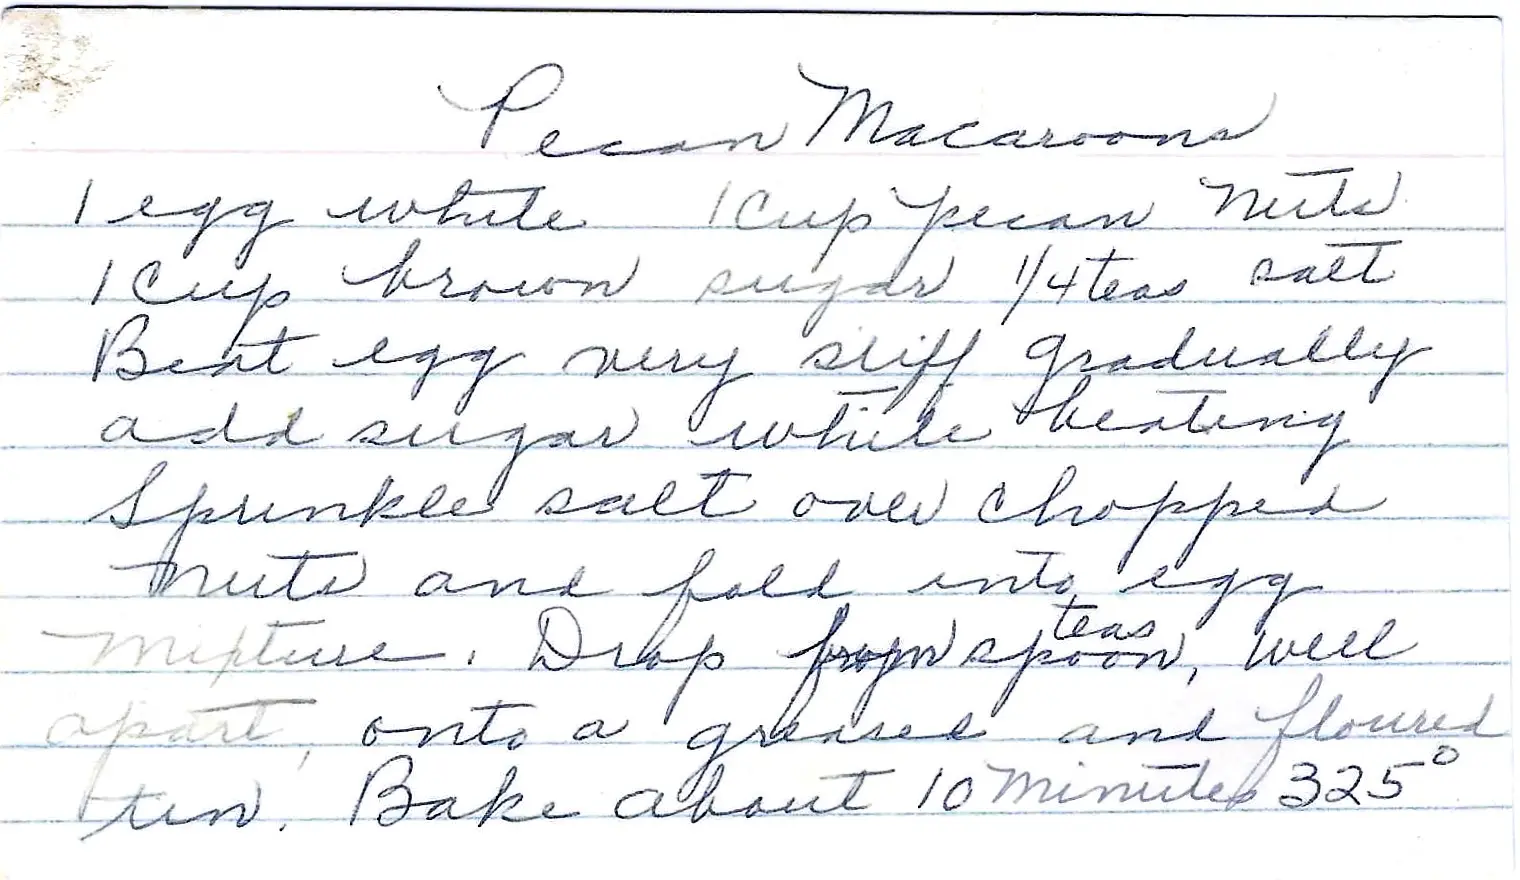 Pecan Macaroons
1 egg white 1 cup pecan nuts
1 cup brown sugar 1/4 teas salt
Beat egg very stiff gradually
add sugar while beating
Sprinkle salt over chopped
nuts and fold into egg
mixture. Drop from teas spoon, well
apart, onto a greased and floured
tin. Bake about 10 minutes 325°